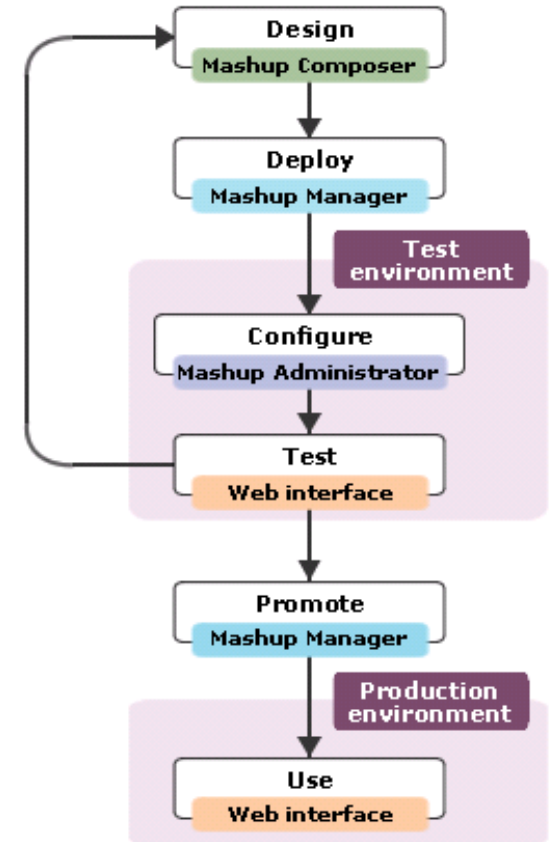 Design
Mashup Composer
Deploy
Mashup Manager
Test
environment
Configure
Mashup Administrator
Test
Web interface
Promote
Mashup Manager
Production
environment
Use
Web interface